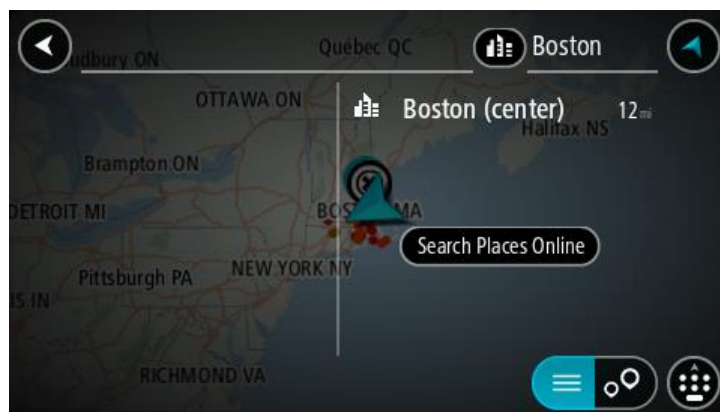 udbury ON
Québec QC
Boston
OTTAWA ON
Boston (center) 12 mi
Halifax NS
Brampton ON
DETROIT MI
BOS MA
Search Places Online
NEW YORK NY
Pittsburgh PA
IS IN
RICHMOND VA